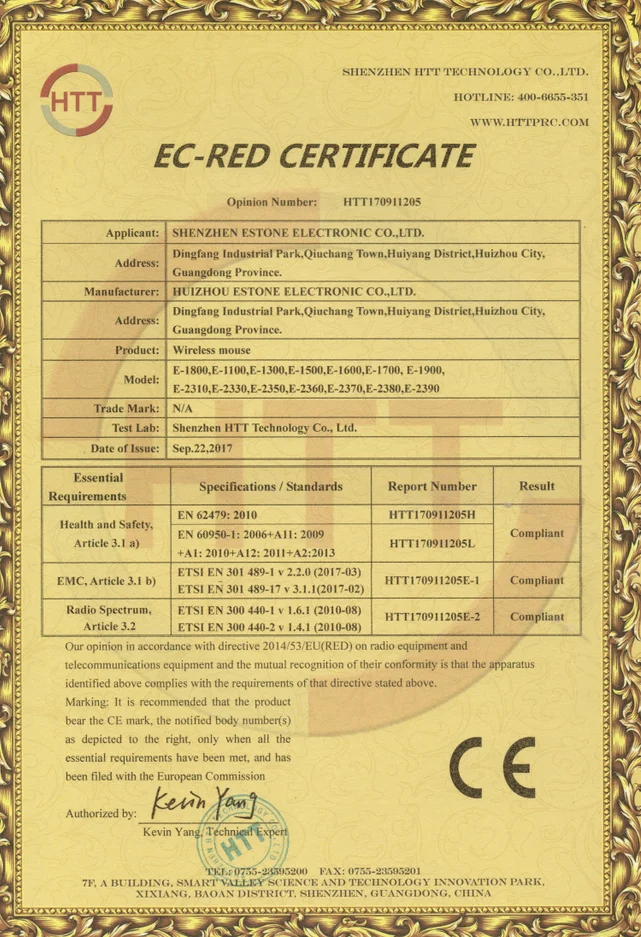 HTT
SHENZHEN HTT TECHNOLOGY CO.,LTD.
HOTLINE: 400-6655-351
WWW.HTTPRC.COM
EC-RED CERTIFICATE
Opinion Number: HTT170911205
Applicant: SHENZHEN ESTONE ELECTRONIC CO.,LTD.
Address: Dingfang Industrial Park,Qiuchang Town,Huiyang District,Huizhou City,
Guangdong Province.
Manufacturer: HUIZHOU ESTONE ELECTRONIC CO.,LTD.
Address: Dingfang Industrial Park,Qiuchang Town,Huiyang District,Huizhou City,
Guangdong Province.
Product: Wireless mouse
Model: E-1800,E-1100,E-1300,E-1500,E-1600,E-1700, E-1900,
E-2310,E-2330,E-2350,E-2360,E-2370,E-2380,E-2390
Trade Mark: N/A
Test Lab: Shenzhen HTT Technology Co., Ltd.
Date of Issue: Sep.22,2017
Essential Requirements Specifications / Standards Report Number Result
Health and Safety, Article 3.1 a) EN 62479: 2010 HTT170911205H Compliant
EN 60950-1: 2006+A11: 2009
+A1: 2010+A12: 2011+A2:2013 HTT170911205L
EMC, Article 3.1 b) ETSI EN 301 489-1 v 2.2.0 (2017-03)
ETSI EN 301 489-17 v 3.1.1(2017-02) HTT170911205E-1 Compliant
Radio Spectrum, Article 3.2 ETSI EN 300 440-1 v 1.6.1 (2010-08)
ETSI EN 300 440-2 v 1.4.1 (2010-08) HTT170911205E-2 Compliant
Our opinion in accordance with directive 2014/53/EU(RED) on radio equipment and
telecommunications equipment and the mutual recognition of their conformity is that the apparatus
identified above complies with the requirements of that directive stated above.
Marking: It is recommended that the product
bear the CE mark, the notified body number(s)
as depicted to the right, only when all the
essential requirements have been met, and has
been filed with the European Commission
CE
Authorized by: Kevin Yang
Kevin Yang, Technical Expert
HTT
TEL: 0755-23595200 FAX: 0755-23595201
7F, A BUILDING, SMART VALLEY SCIENCE AND TECHNOLOGY INNOVATION PARK,
XIXIANG, BAOAN DISTRICT, SHENZHEN, GUANGDONG, CHINA